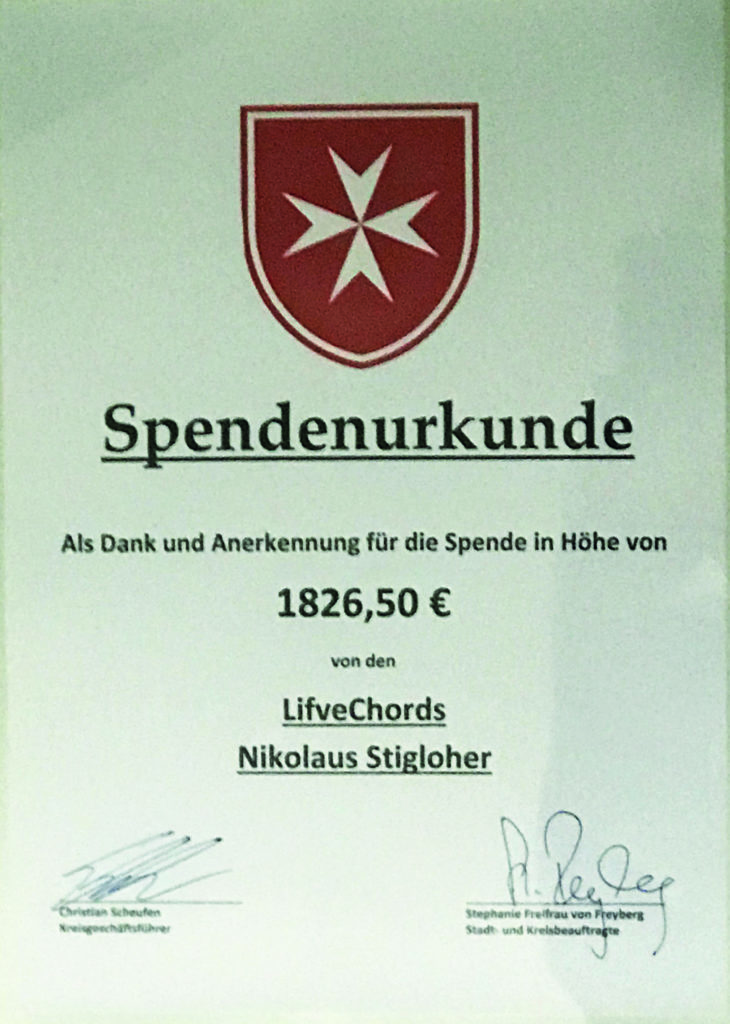 Spendenurkunde
Als Dank und Anerkennung für die Spende in Höhe von
1826,50 €
von den
LifveChords
Nikolaus Stigloher
Christian Scheufen
Kreisgeschäftsführer
Stephanie Freifrau von Freyberg
Stadt- und Kreisbeauftragte